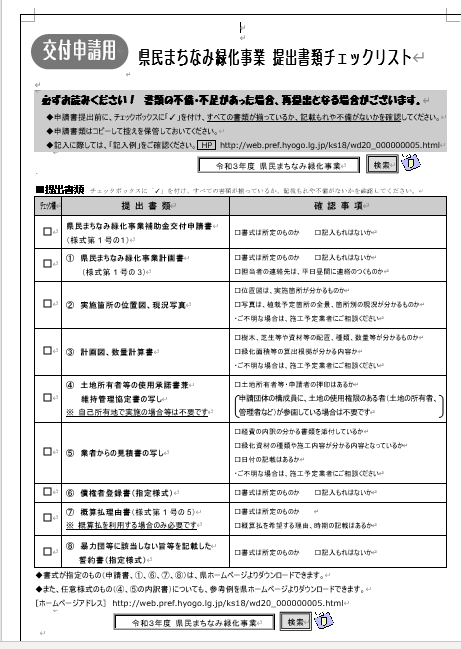 交付申請用
県民まちなみ緑化事業 提出書類チェックリスト
必ずお読みください！ 書類の不備・不足があった場合、再提出となる場合がございます。
◆申請書提出前に、チェックボックスに「✓」を付け、すべての書類が揃っているか、記載もれや不備がないかを確認してください。
◆申請書類はコピーして控えを保管しておいてください。
◆記入に際しては、「記入例」をご確認ください。 HP http://web.pref.hyogo.lg.jp/ks18/wd20_000000005.html
令和3年度 県民まちなみ緑化事業 検索
■提出書類 チェックボックスに「✓」を付け、すべての書類が揃っているか、記載もれや不備がないかを確認してください。
チェック欄 提 出 書 類 確 認 事 項
□ 県民まちなみ緑化事業補助金交付申請書
（様式第１号の1）
□書式は所定のものか □記入もれはないか
□ ① 県民まちなみ緑化事業計画書
（様式第１号の3）
□書式は所定のものか □記入もれはないか
□担当者の連絡先は、平日昼間に連絡のつくものか
□ ② 実施箇所の位置図、現況写真
□位置図は、実施箇所が分かるものか
□写真は、植栽予定箇所の全景、箇所別の現況が分かるものか
・ご不明な場合は、施工予定業者にご相談ください
□ ③ 計画図、数量計算書
□樹木、芝生等や資材等の配置、種類、数量等が分かるものか
□緑化面積等の算出根拠が分かる内容か
・ご不明な場合は、施工予定業者にご相談ください
□ ④ 土地所有者等の使用承諾書兼
維持管理協定書の写し
※ 自己所有地で実施の場合等は不要です
□土地所有者等・申請者の押印はあるか
（申請団体の構成員に、土地の使用権限のある者（土地の所有者、
管理者など）が参画している場合は不要です）
□ ⑤ 業者からの見積書の写し
□経費の内訳の分かる書類を添付しているか
□緑化資材の種類や施工内容が分かる内容となっているか
□日付の記載はあるか
・ご不明な場合は、施工予定業者にご相談ください
□ ⑥ 債権者登録書（指定様式） □書式は所定のものか □記入もれはないか
□ ⑦ 概算払理由書（様式第１号の5）
※ 概算払を利用する場合のみ必要です
□書式は所定のものか
□概算払を希望する理由、時期の記載はあるか
□ ⑧ 暴力団等に該当しない旨等を記載した
誓約書（指定様式）
□書式は所定のものか □記入もれはないか
◆書式が指定のもの（申請書、①、⑥、⑦、⑧）は、県ホームページよりダウンロードできます。
◆また、任意様式のもの（④、⑤の内訳書）についても、参考例を県ホームページよりダウンロードできます。
［ホームページアドレス］ http://web.pref.hyogo.lg.jp/ks18/wd20_000000005.html
令和3年度 県民まちなみ緑化事業 検索